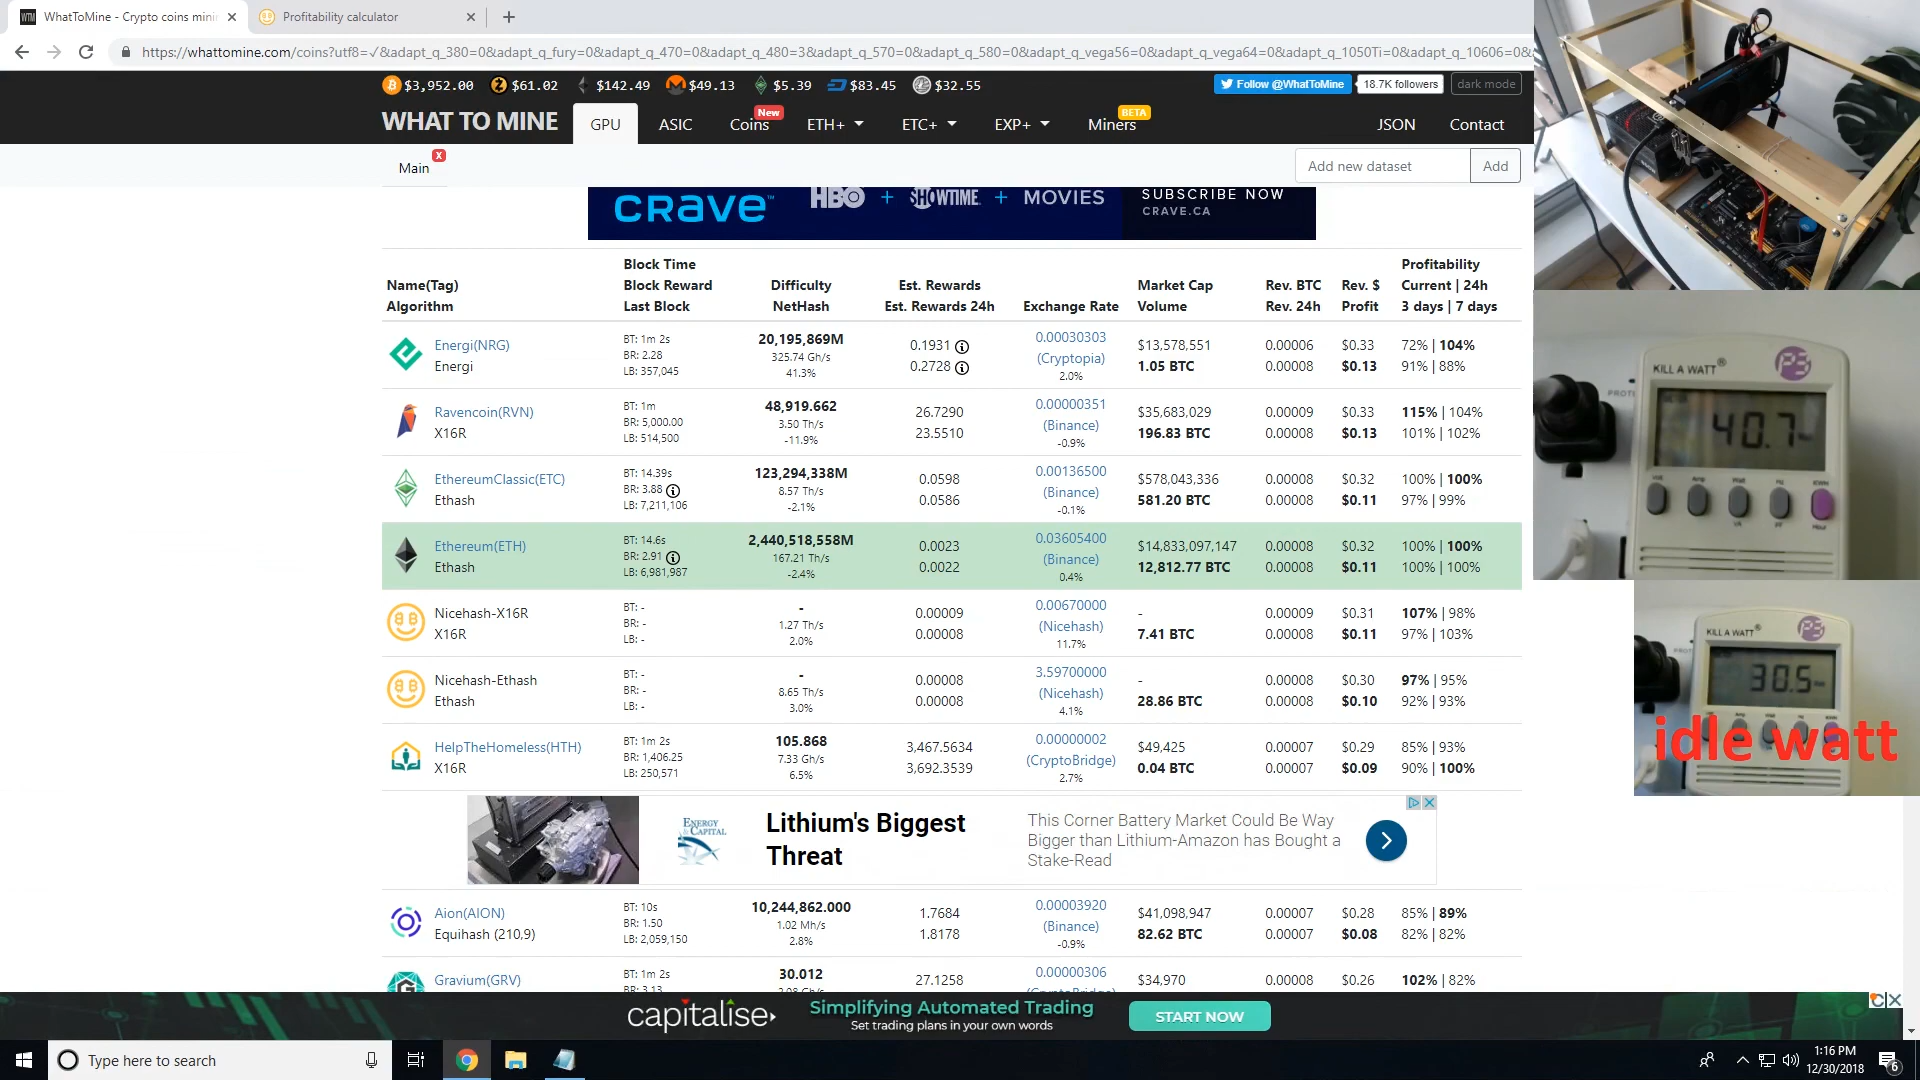 WhatToMine - Crypto coins mini
Profitability calculator
https://whattomine.com/coins?utf8=✓&adapt_q_380=0&adapt_q_fury=0&adapt_q_470=0&adapt_q_480=3&adapt_q_570=0&adapt_q_580=0&adapt_q_vega56=0&adapt_q_vega64=0&adapt_q_1050Ti=0&adapt_q_10606=0&
$3,952.00 $61.02 $142.49 $49.13 $5.39 $83.45 $32.55
Follow @WhatToMine 18.7K followers dark mode
WHAT TO MINE GPU ASIC Coins New ETH+ ETC+ EXP+ Miners BETA JSON Contact
Main x Add new dataset Add
CRAVE HBO + SHOWTIME + MOVIES SUBSCRIBE NOW
CRAVE.CA
Block Time Profitability
Name(Tag) Block Reward Difficulty Est. Rewards Market Cap Rev. BTC Rev. $ Current | 24h
Algorithm Last Block NetHash Est. Rewards 24h Exchange Rate Volume Rev. 24h Profit 3 days | 7 days
Energi(NRG) BT: 1m 2s 20,195,869M 0.1931 0.00030303 $13,578,551 0.00006 $0.33 72% | 104%
Energi BR: 2.28 325.74 Gh/s 0.2728 (Cryptopia) 1.05 BTC 0.00008 $0.13 91% | 88%
LB: 357,045 41.3% 2.0%
Ravencoin(RVN) BT: 1m 48,919.662 26.7290 0.00000351 $35,683,029 0.00009 $0.33 115% | 104%
X16R BR: 5,000.00 3.50 Th/s 23.5510 (Binance) 196.83 BTC 0.00008 $0.13 101% | 102%
LB: 514,500 -11.9% -0.9%
EthereumClassic(ETC) BT: 14.39s 123,294,338M 0.0598 0.00136500 $578,043,336 0.00008 $0.32 100% | 100%
Ethash BR: 3.88 8.57 Th/s 0.0586 (Binance) 581.20 BTC 0.00008 $0.11 97% | 99%
LB: 7,211,106 -2.1% -0.1%
Ethereum(ETH) BT: 14.6s 2,440,518,558M 0.0023 0.03605400 $14,833,097,147 0.00008 $0.32 100% | 100%
Ethash BR: 2.91 167.21 Th/s 0.0022 (Binance) 12,812.77 BTC 0.00008 $0.11 100% | 100%
LB: 6,981,987 -2.4% 0.4%
Nicehash-X16R BT: - - 0.00009 0.00670000 - 0.00009 $0.31 107% | 98%
X16R BR: - 1.27 Th/s 0.00008 (Nicehash) 7.41 BTC 0.00008 $0.11 97% | 103%
LB: - 2.0% 11.7%
Nicehash-Ethash BT: - - 0.00008 3.59700000 - 0.00008 $0.30 97% | 95%
Ethash BR: - 8.65 Th/s 0.00008 (Nicehash) 28.86 BTC 0.00008 $0.10 92% | 93%
LB: - 3.0% 4.1%
HelpTheHomeless(HTH) BT: 1m 2s 105.868 3,467.5634 0.00000002 $49,425 0.00007 $0.29 85% | 93%
X16R BR: 1,406.25 7.33 Gh/s 3,692.3539 (CryptoBridge) 0.04 BTC 0.00007 $0.09 90% | 100%
LB: 250,571 6.5% 2.7%
ENERGY & CAPITAL
Lithium's Biggest
Threat
This Corner Battery Market Could Be Way
Bigger than Lithium-Amazon has Bought a
Stake-Read
Aion(AION) BT: 10s 10,244,862.000 1.7684 0.00003920 $41,098,947 0.00007 $0.28 85% | 89%
Equihash (210,9) BR: 1.50 1.02 Mh/s 1.8178 (Binance) 82.62 BTC 0.00007 $0.08 82% | 82%
LB: 2,059,150 2.8% -0.9%
Gravium(GRV) BT: 1m 2s 30.012 27.1258 0.00000306 $34,970 0.00008 $0.26 102% | 82%
BR: 3.13
capitalise Simplifying Automated Trading START NOW
Set trading plans in your own words
KILL A WATT
P3
40.7
KILL A WATT
P3
30.5
idle watt
Type here to search
1:16 PM
12/30/2018
6